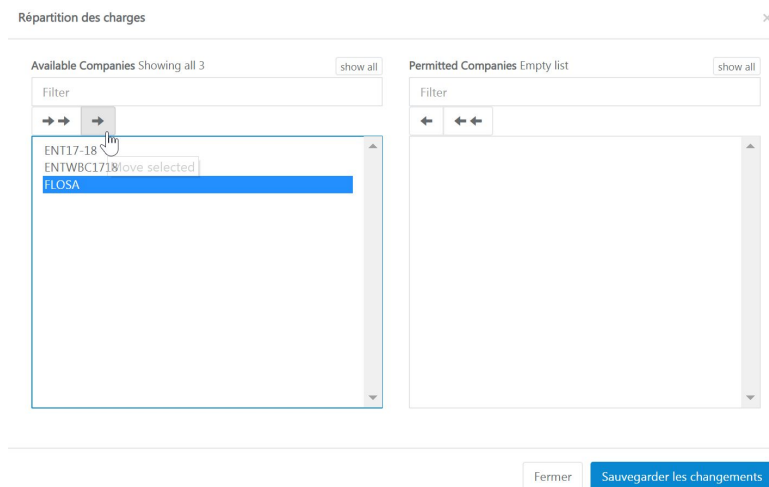 Répartition des charges
Available Companies Showing all 3
show all
Filter
ENT17-18
ENTWBC1718
Move selected
FLOSA
Permitted Companies Empty list
show all
Filter
Fermer
Sauvegarder les changements